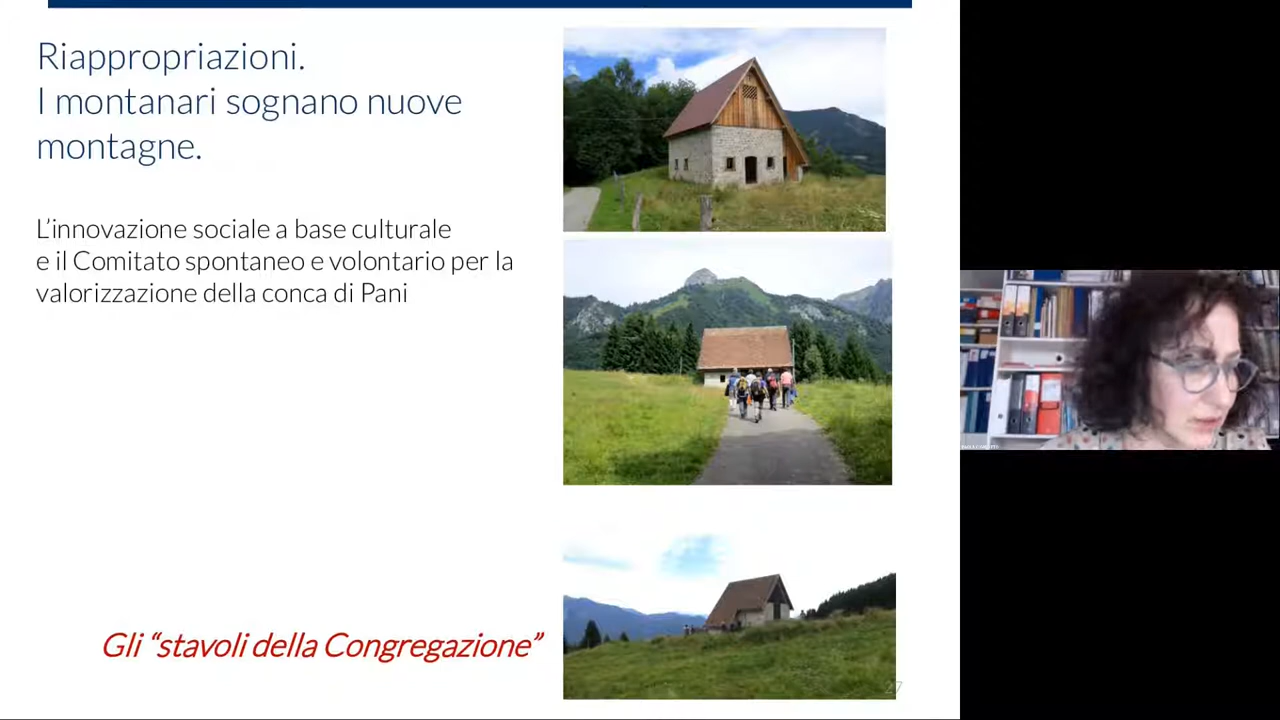 Riappropriazioni.
I montanari sognano nuove
montagne.
L’innovazione sociale a base culturale
e il Comitato spontaneo e volontario per la
valorizzazione della conca di Pani
Gli “stavoli della Congregazione”
27